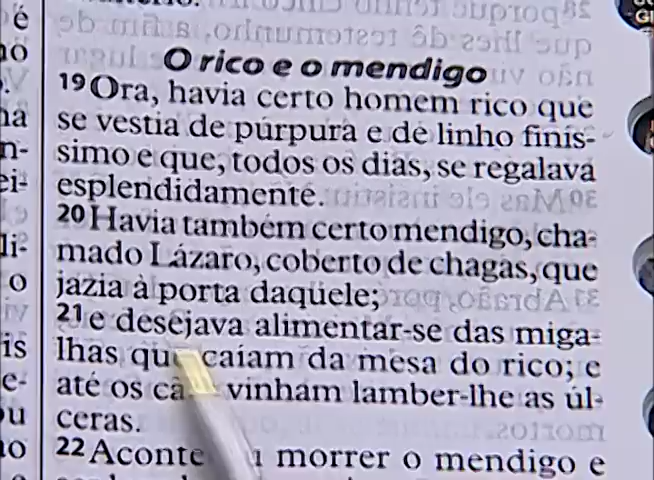 O rico e o mendigo
19 Ora, havia certo homem rico que
se vestia de púrpura e de linho finís-
simo e que, todos os dias, se regalava
esplendidamente.
20 Havia também certo mendigo, cha-
mado Lázaro, coberto de chagas, que
jazia à porta daquele;
21 e desejava alimentar-se das miga-
lhas que caíam da mesa do rico; e
até os vinham lamber-lhe as úl-
ceras.
22 morrer o mendigo e